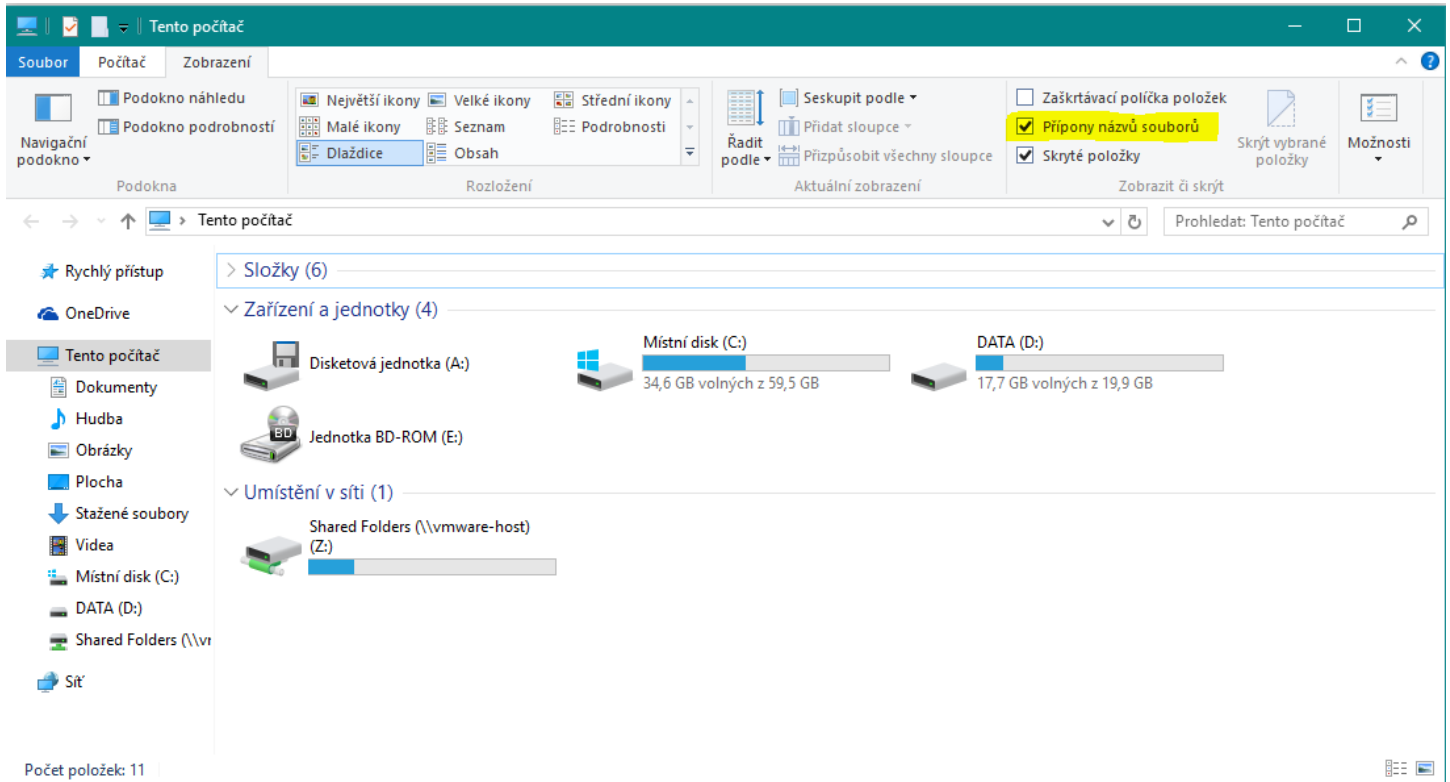 Tento počítač
Soubor Počítač Zobrazení
Navigační podokno
Podokno náhledu
Podokno podrobností
Podokna
Největší ikony Velké ikony Střední ikony
Malé ikony Seznam Podrobnosti
Dlaždice Obsah
Rozložení
Řadit podle
Seskupit podle
Přidat sloupce
Přizpůsobit všechny sloupce
Aktuální zobrazení
Zaškrtávací políčka položek
Přípony názvů souborů
Skryté položky
Skrýt vybrané položky
Zobrazit či skrýt
Možnosti
Tento počítač
Prohledat: Tento počítač
Rychlý přístup
OneDrive
Tento počítač
Dokumenty
Hudba
Obrázky
Plocha
Stažené soubory
Videa
Místní disk (C:)
DATA (D:)
Shared Folders (\\vr
Síť
Složky (6)
Zařízení a jednotky (4)
Disketová jednotka (A:)
Místní disk (C:)
34,6 GB volných z 59,5 GB
DATA (D:)
17,7 GB volných z 19,9 GB
BD
Jednotka BD-ROM (E:)
Umístění v síti (1)
Shared Folders (\\vmware-host)
(Z:)
Počet položek: 11